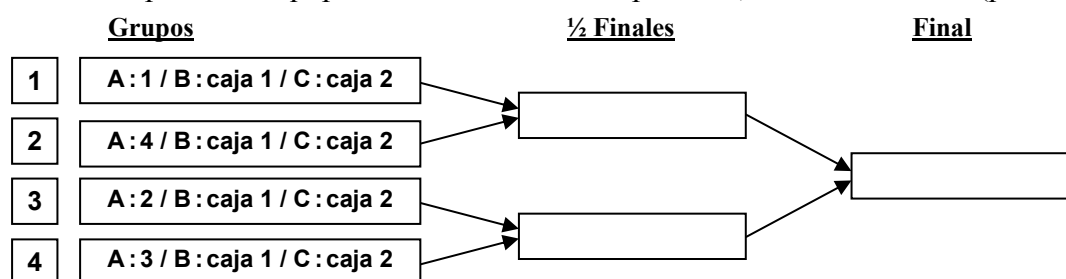 Grupos ½ Finales Final
1 A : 1 / B : caja 1 / C : caja 2
2 A : 4 / B : caja 1 / C : caja 2
3 A : 2 / B : caja 1 / C : caja 2
4 A : 3 / B : caja 1 / C : caja 2